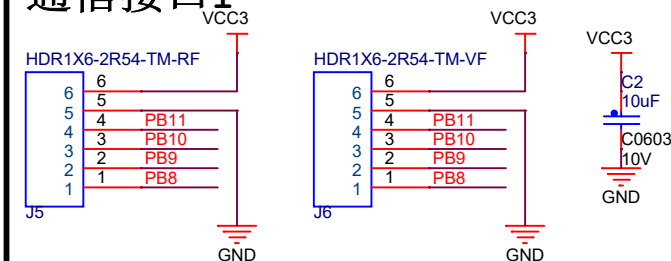 通信接口1
VCC3
HDR1X6-2R54-TM-RF
6 6
5 5
4 4 PB11
3 3 PB10
2 2 PB9
1 1 PB8
J5
GND
VCC3
HDR1X6-2R54-TM-VF
6 6
5 5
4 4 PB11
3 3 PB10
2 2 PB9
1 1 PB8
J6
GND
VCC3
C2
10uF
C0603
10V
GND